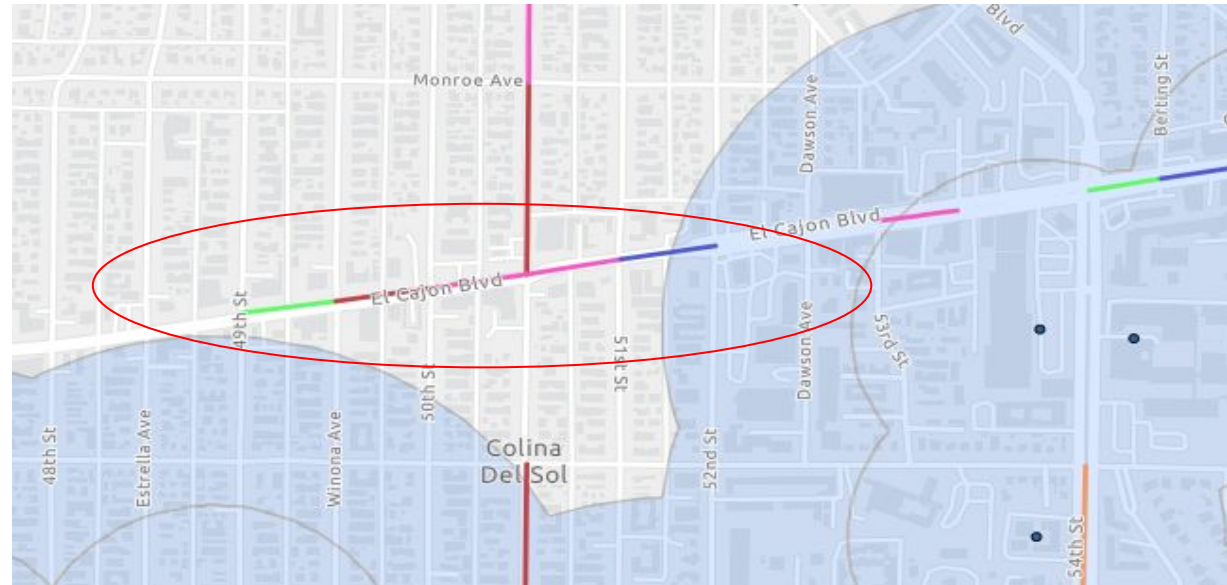 Blvd
Monroe Ave
Dawson Ave
Berting St
El Cajon Blvd
El Cajon Blvd
49th St
50th St
51st St
53rd St
Dawson Ave
48th St
Estrella Ave
Winona Ave
Colina
Del Sol
52nd St
54th St